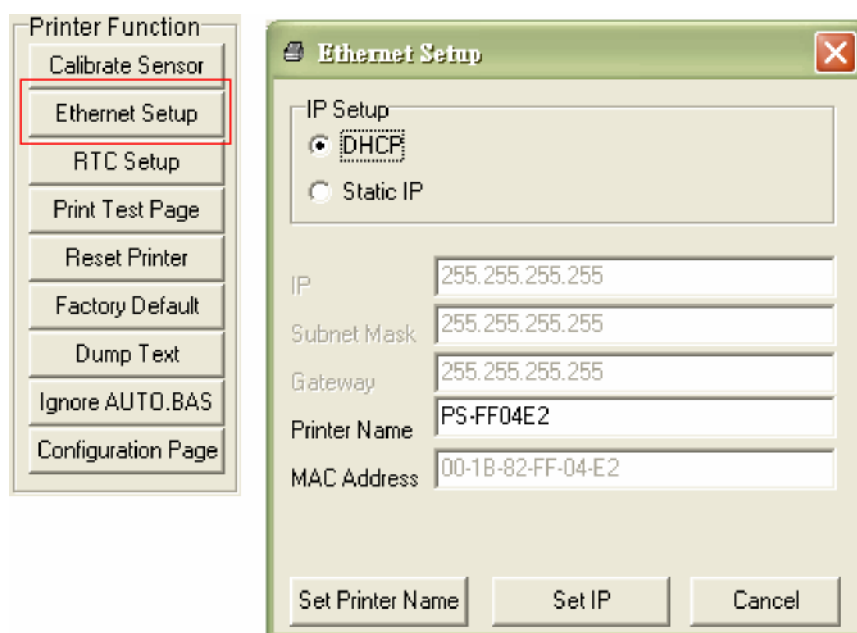 Printer Function
Calibrate Sensor
Ethernet Setup
RTC Setup
Print Test Page
Reset Printer
Factory Default
Dump Text
Ignore AUTO.BAS
Configuration Page
Ethernet Setup
IP Setup
DHCP
Static IP
IP 255.255.255.255
Subnet Mask 255.255.255.255
Gateway 255.255.255.255
Printer Name PS-FF04E2
MAC Address 00-1B-82-FF-04-E2
Set Printer Name Set IP Cancel